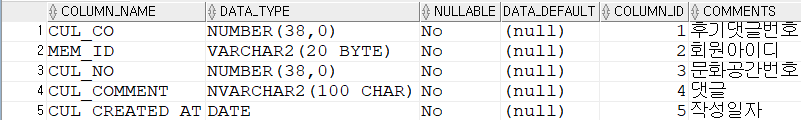 COLUMN_NAME DATA_TYPE NULLABLE DATA_DEFAULT COLUMN_ID COMMENTS
1 CUL_CO NUMBER(38,0) No (null) 1 후기댓글번호
2 MEM_ID VARCHAR2(20 BYTE) No (null) 2 회원아이디
3 CUL_NO NUMBER(38,0) No (null) 3 문화공간번호
4 CUL_COMMENT NVARCHAR2(100 CHAR) No (null) 4 댓글
5 CUL_CREATED_AT DATE No (null) 5 작성일자